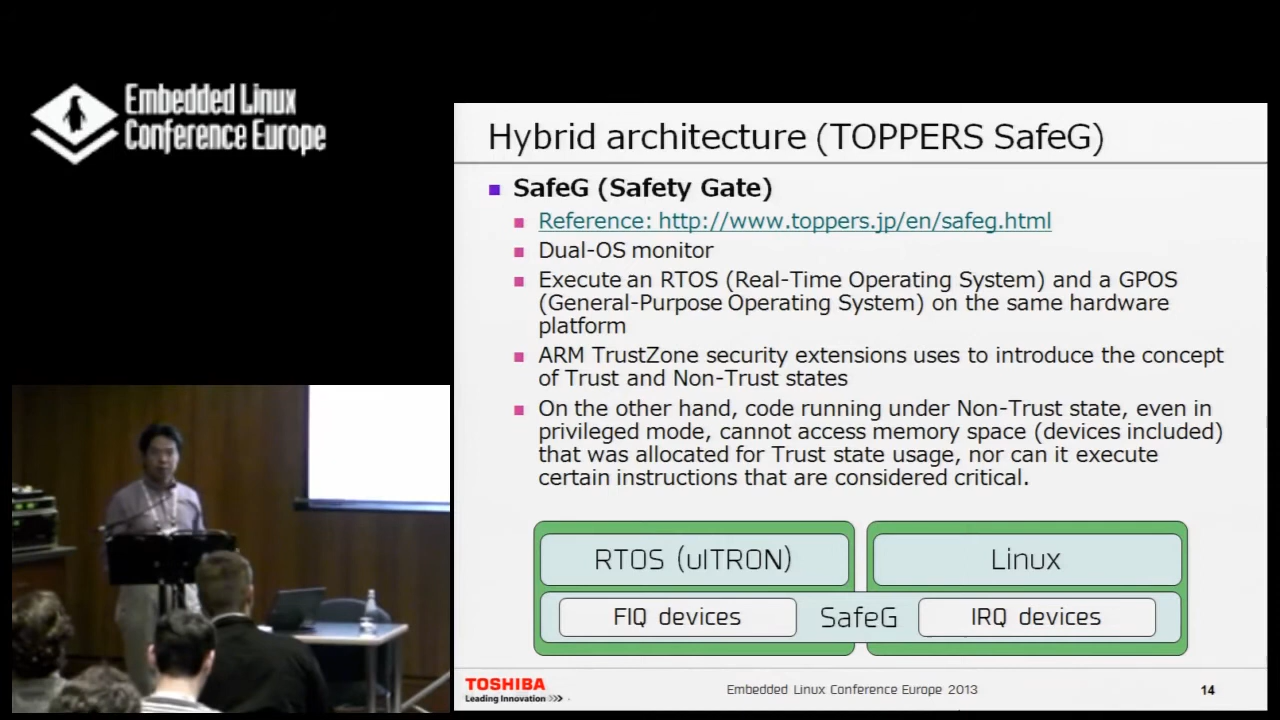 Embedded Linux
Conference Europe
Hybrid architecture (TOPPERS SafeG)
SafeG (Safety Gate)
Reference: http://www.toppers.jp/en/safeg.html
Dual-OS monitor
Execute an RTOS (Real-Time Operating System) and a GPOS
(General-Purpose Operating System) on the same hardware
platform
ARM TrustZone security extensions uses to introduce the concept
of Trust and Non-Trust states
On the other hand, code running under Non-Trust state, even in
privileged mode, cannot access memory space (devices included)
that was allocated for Trust state usage, nor can it execute
certain instructions that are considered critical.
RTOS (uITRON)
Linux
FIQ devices
SafeG
IRQ devices
TOSHIBA
Leading Innovation >>>
Embedded Linux Conference Europe 2013
14